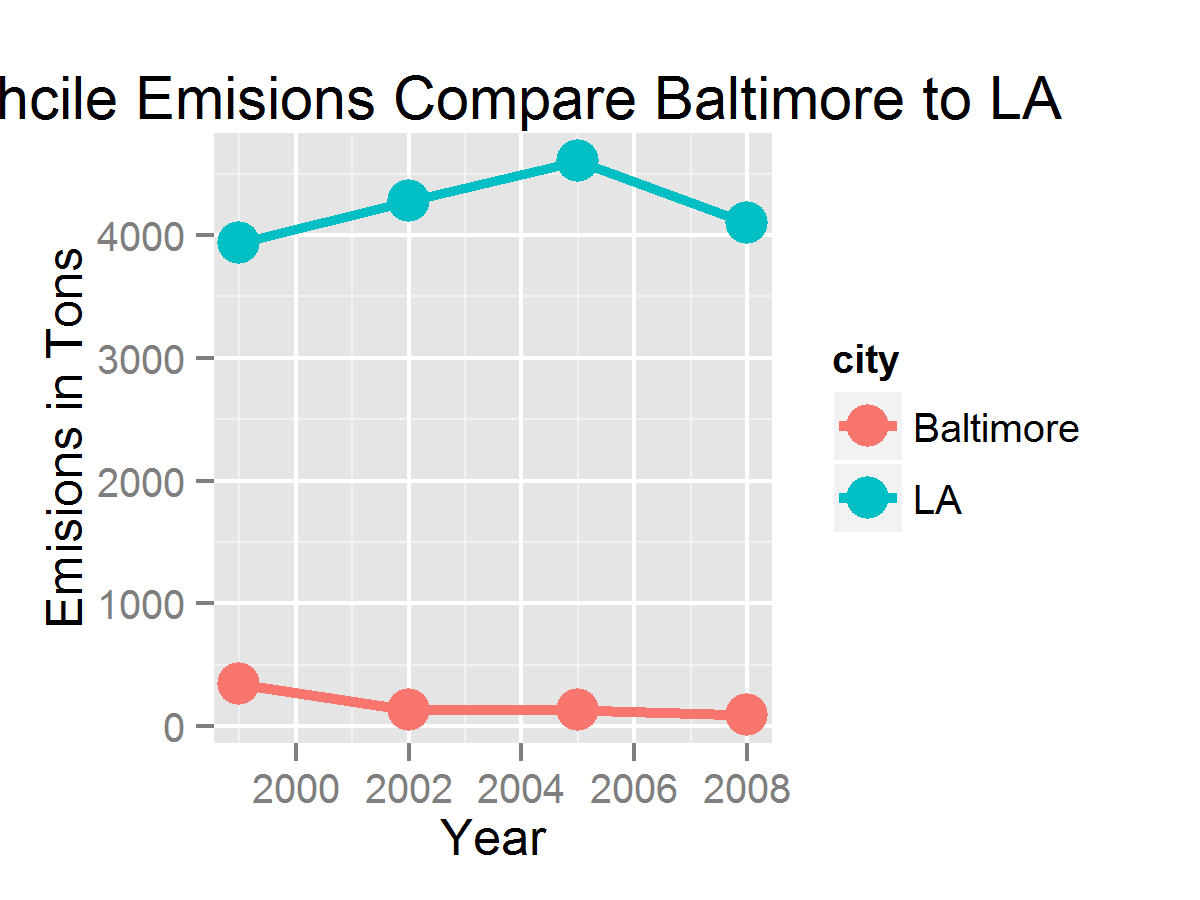 hcile Emisions Compare Baltimore to LA
Emissions in Tons
4000
3000
2000
1000
0
2000 2002 2004 2006 2008
Year
city
Baltimore
LA